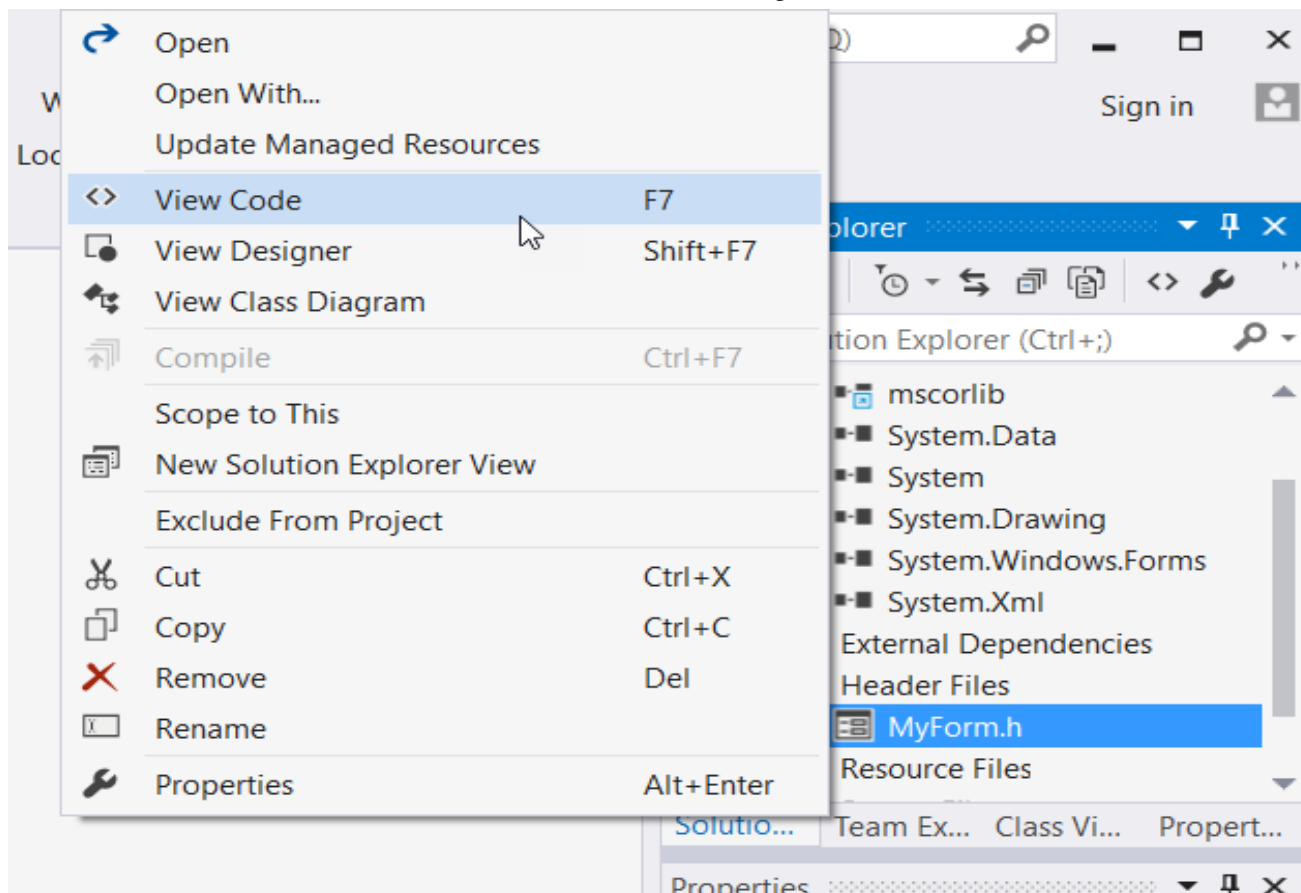 Open
Open With...
Update Managed Resources
View Code F7
View Designer Shift+F7
View Class Diagram
Compile Ctrl+F7
Scope to This
New Solution Explorer View
Exclude From Project
Cut Ctrl+X
Copy Ctrl+C
Remove Del
Rename
Properties Alt+Enter
Sign in
plorer
tion Explorer (Ctrl+;)
mscorlib
System.Data
System
System.Drawing
System.Windows.Forms
System.Xml
External Dependencies
Header Files
MyForm.h
Resource Files
Solutio... Team Ex... Class Vi... Propert...
Properties